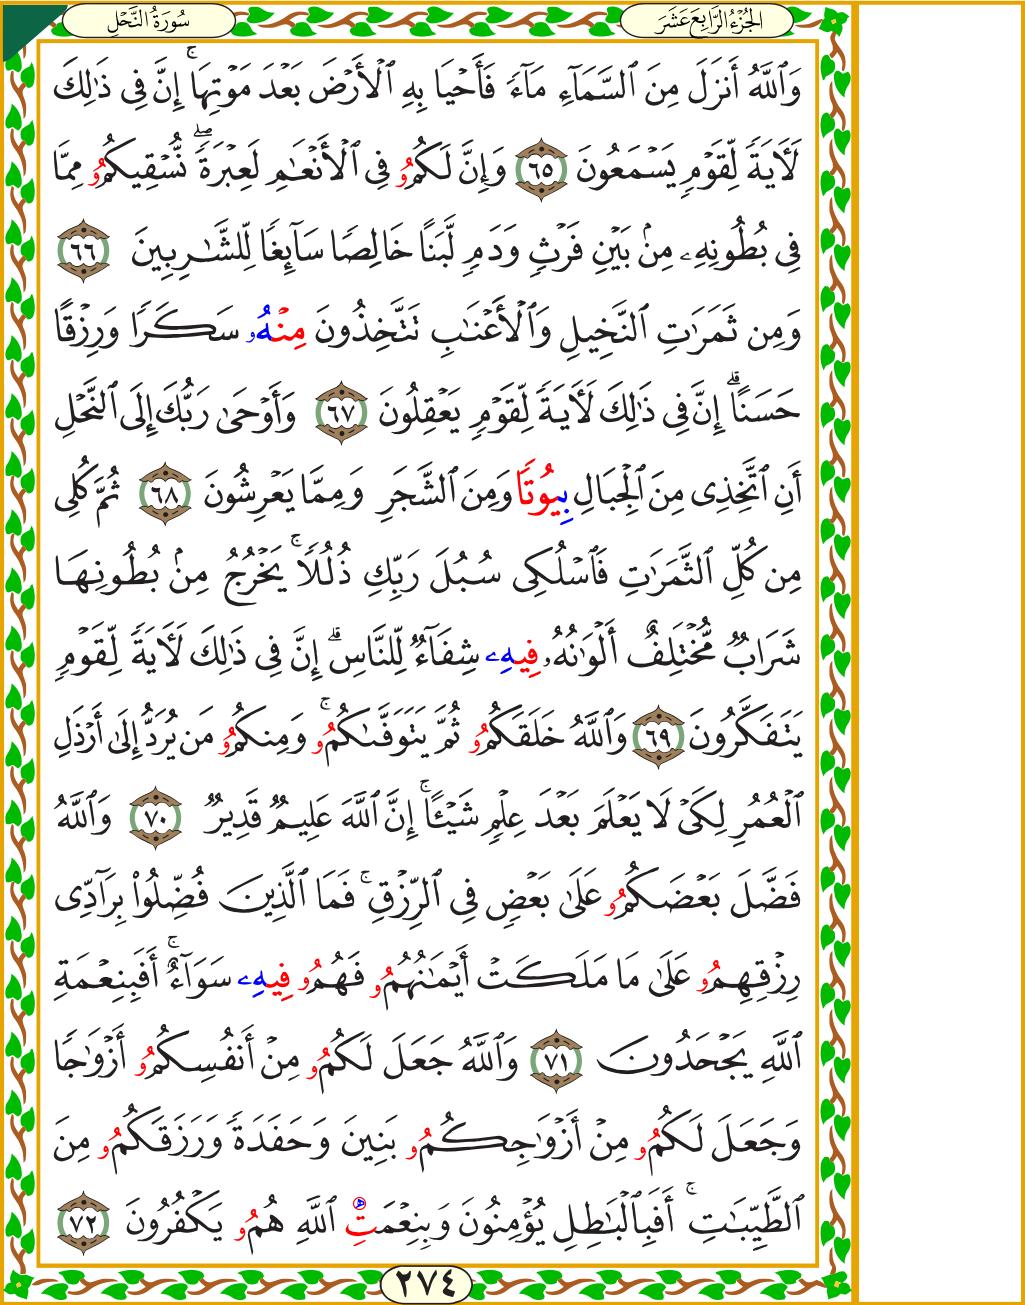 الجُزْءُ الرَّابِعَ عَشَرَ
سُورَةُ النَّحْلِ
وَٱللَّهُ أَنزَلَ مِنَ ٱلسَّمَآءِ مَآءٗ فَأَحۡيَا بِهِ ٱلۡأَرۡضَ بَعۡدَ مَوۡتِهَآۚ إِنَّ فِي ذَٰلِكَ
لَأٓيَةٗ لِّقَوۡمٖ يَسۡمَعُونَ ٦٥ وَإِنَّ لَكُمُۥ فِي ٱلۡأَنۡعَٰمِ لَعِبۡرَةٗۖ نُّسۡقِيكُمُۥ مِمَّا
فِي بُطُونِهِۦ مِنۢ بَيۡنِ فَرۡثٖ وَدَمٖ لَّبَنًا خَالِصٗا سَآئِغٗا لِّلشَّٰرِبِينَ ٦٦
وَمِن ثَمَرَٰتِ ٱلنَّخِيلِ وَٱلۡأَعۡنَٰبِ تَتَّخِذُونَ مِنۡهُۥ سَكَرٗا وَرِزۡقًا
حَسَنًاۗ إِنَّ فِي ذَٰلِكَ لَأٓيَةٗ لِّقَوۡمٖ يَعۡقِلُونَ ٦٧ وَأَوۡحَىٰ رَبُّكَ إِلَى ٱلنَّحۡلِ
أَنِ ٱتَّخِذِي مِنَ ٱلۡجِبَالِ بِيُوتٗا وَمِنَ ٱلشَّجَرِ وَمِمَّا يَعۡرِشُونَ ٦٨ ثُمَّ كُلِي
مِن كُلِّ ٱلثَّمَرَٰتِ فَٱسۡلُكِي سُبُلَ رَبِّكِ ذُلُلٗاۚ يَخۡرُجُ مِنۢ بُطُونِهَا
شَرَابٞ مُّخۡتَلِفٌ أَلۡوَٰنُهُۥ فِيهِۦ شِفَآءٞ لِّلنَّاسِۗ إِنَّ فِي ذَٰلِكَ لَأٓيَةٗ لِّقَوۡمٖ
يَتَفَكَّرُونَ ٦٩ وَٱللَّهُ خَلَقَكُمُۥ ثُمَّ يَتَوَفَّىٰكُمُۥۚ وَمِنكُمُۥ مَن يُرَدُّ إِلَىٰ أَرۡذَلِ
ٱلۡعُمُرِ لِكَيۡ لَا يَعۡلَمَ بَعۡدَ عِلۡمٖ شَيۡـًٔاۚ إِنَّ ٱللَّهَ عَلِيمٞ قَدِيرٞ ٧٠ وَٱللَّهُ
فَضَّلَ بَعۡضَكُمُۥ عَلَىٰ بَعۡضٖ فِي ٱلرِّزۡقِۚ فَمَا ٱلَّذِينَ فُضِّلُواْ بِرَآدِّي
رِزۡقِهِمُۥ عَلَىٰ مَا مَلَكَتۡ أَيۡمَٰنُهُمُۥ فَهُمُۥ فِيهِۦ سَوَآءٌۚ أَفَبِنِعۡمَةِ
ٱللَّهِ يَجۡحَدُونَ ٧١ وَٱللَّهُ جَعَلَ لَكُمُۥ مِنۡ أَنفُسِكُمُۥ أَزۡوَٰجٗا
وَجَعَلَ لَكُمُۥ مِنۡ أَزۡوَٰجِكُمُۥ بَنِينَ وَحَفَدَةٗ وَرَزَقَكُمُۥ مِنَ
ٱلطَّيِّبَٰتِۚ أَفَبِٱلۡبَٰطِلِ يُؤۡمِنُونَ وَبِنِعۡمَتِ ٱللَّهِ هُمُۥ يَكۡفُرُونَ ٧٢
٢٧٤